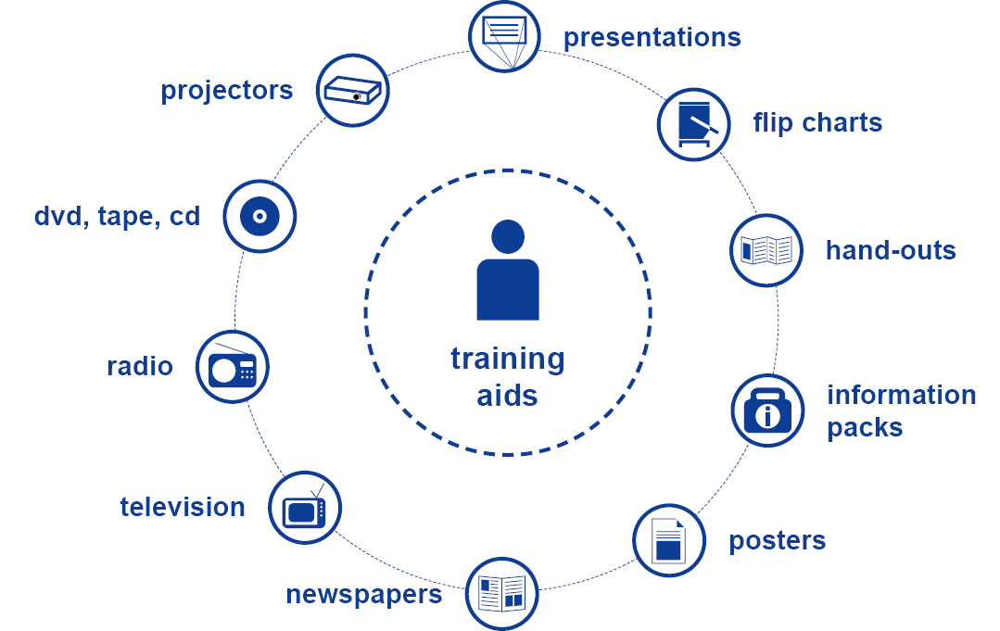 presentations
flip charts
hand-outs
information
packs
posters
newspapers
television
radio
dvd, tape, cd
projectors
training
aids